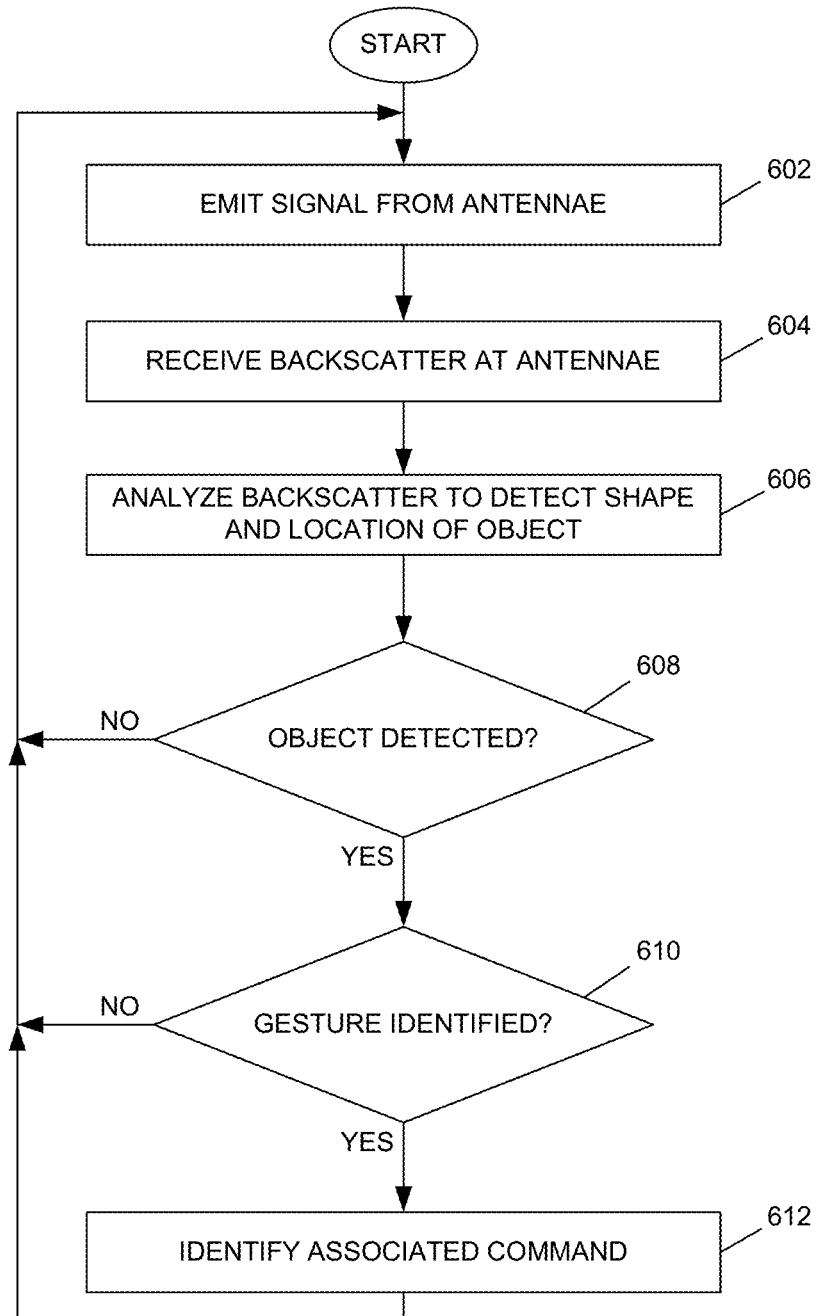 START
602
EMIT SIGNAL FROM ANTENNAE
604
RECEIVE BACKSCATTER AT ANTENNAE
606
ANALYZE BACKSCATTER TO DETECT SHAPE
AND LOCATION OF OBJECT
608
NO
OBJECT DETECTED?
YES
610
NO
GESTURE IDENTIFIED?
YES
612
IDENTIFY ASSOCIATED COMMAND